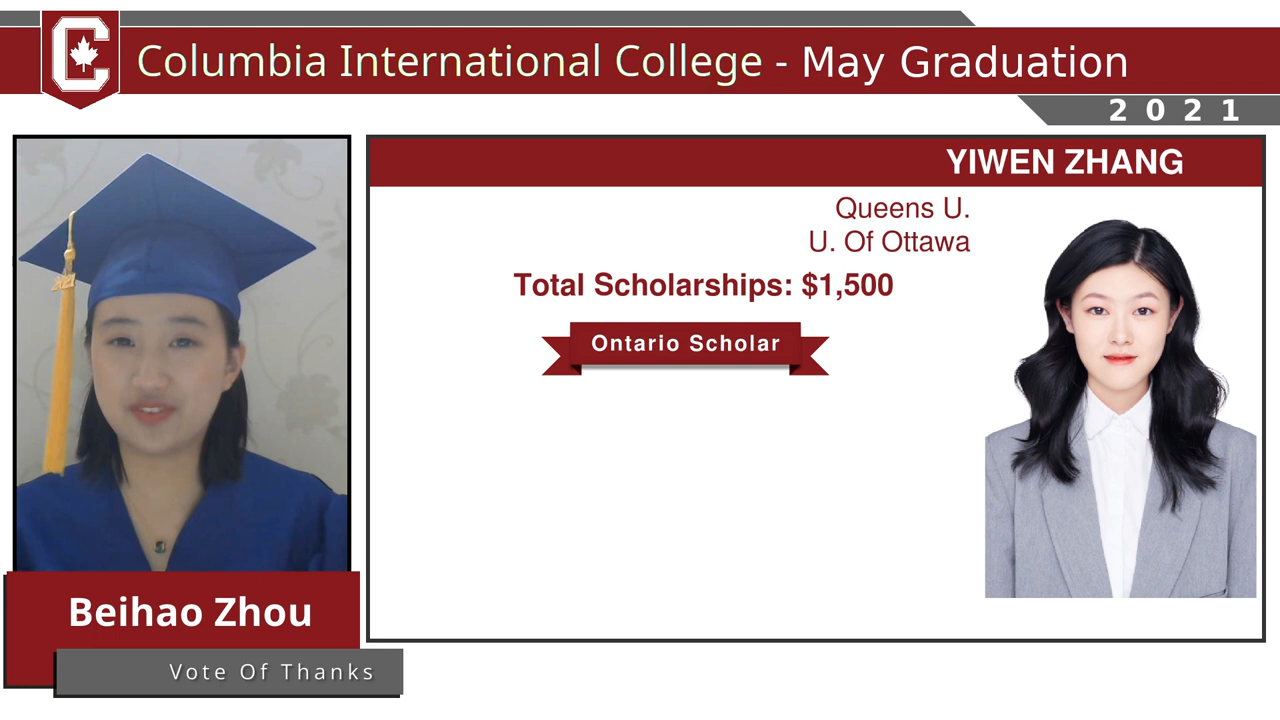 C
Columbia International College - May Graduation
2 0 2 1
YIWEN ZHANG
Queens U.
U. Of Ottawa
Total Scholarships: $1,500
Ontario Scholar
2021
Beihao Zhou
Vote Of Thanks